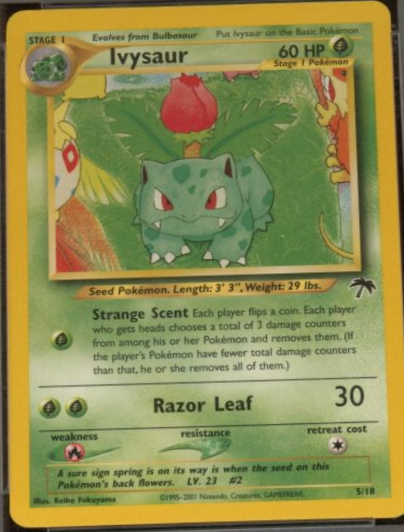 STAGE 1 Evolves from Bulbasaur Put Ivysaur on the Basic Pokémon
Ivysaur 60 HP
Stage 1 Pokémon
Seed Pokémon. Length: 3' 3", Weight: 29 lbs.
Strange Scent Each player flips a coin. Each player
who gets heads chooses a total of 3 damage counters
from among his or her Pokémon and removes them. (If
the player's Pokémon have fewer total damage counters
than that, he or she removes all of them.)
Razor Leaf 30
weakness resistance retreat cost
A sure sign spring is on its way is when the seed on this
Pokémon's back flowers. LV. 23 #2
Illus. Keiko Fukuyama ©1995-2001 Nintendo, Creatures, GAMEFREAK. 5/18